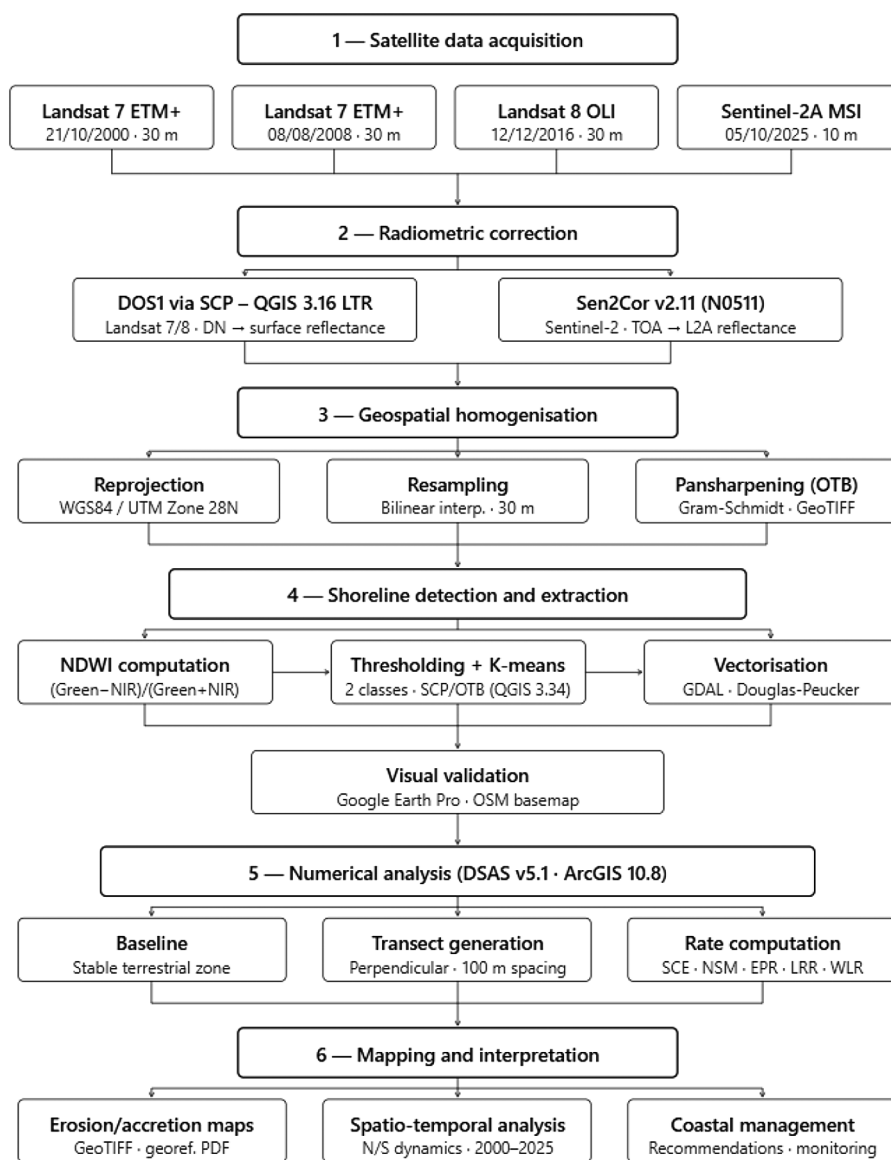 1 — Satellite data acquisition
Landsat 7 ETM+
21/10/2000 · 30 m
Landsat 7 ETM+
08/08/2008 · 30 m
Landsat 8 OLI
12/12/2016 · 30 m
Sentinel-2A MSI
05/10/2025 · 10 m
2 — Radiometric correction
DOS1 via SCP – QGIS 3.16 LTR
Landsat 7/8 · DN → surface reflectance
Sen2Cor v2.11 (N0511)
Sentinel-2 · TOA → L2A reflectance
3 — Geospatial homogenisation
Reprojection
WGS84 / UTM Zone 28N
Resampling
Bilinear interp. · 30 m
Pansharpening (OTB)
Gram-Schmidt · GeoTIFF
4 — Shoreline detection and extraction
NDWI computation
(Green−NIR)/(Green+NIR)
Thresholding + K-means
2 classes · SCP/OTB (QGIS 3.34)
Vectorisation
GDAL · Douglas-Peucker
Visual validation
Google Earth Pro · OSM basemap
5 — Numerical analysis (DSAS v5.1 · ArcGIS 10.8)
Baseline
Stable terrestrial zone
Transect generation
Perpendicular · 100 m spacing
Rate computation
SCE · NSM · EPR · LRR · WLR
6 — Mapping and interpretation
Erosion/accretion maps
GeoTIFF · georef. PDF
Spatio-temporal analysis
N/S dynamics · 2000–2025
Coastal management
Recommendations · monitoring